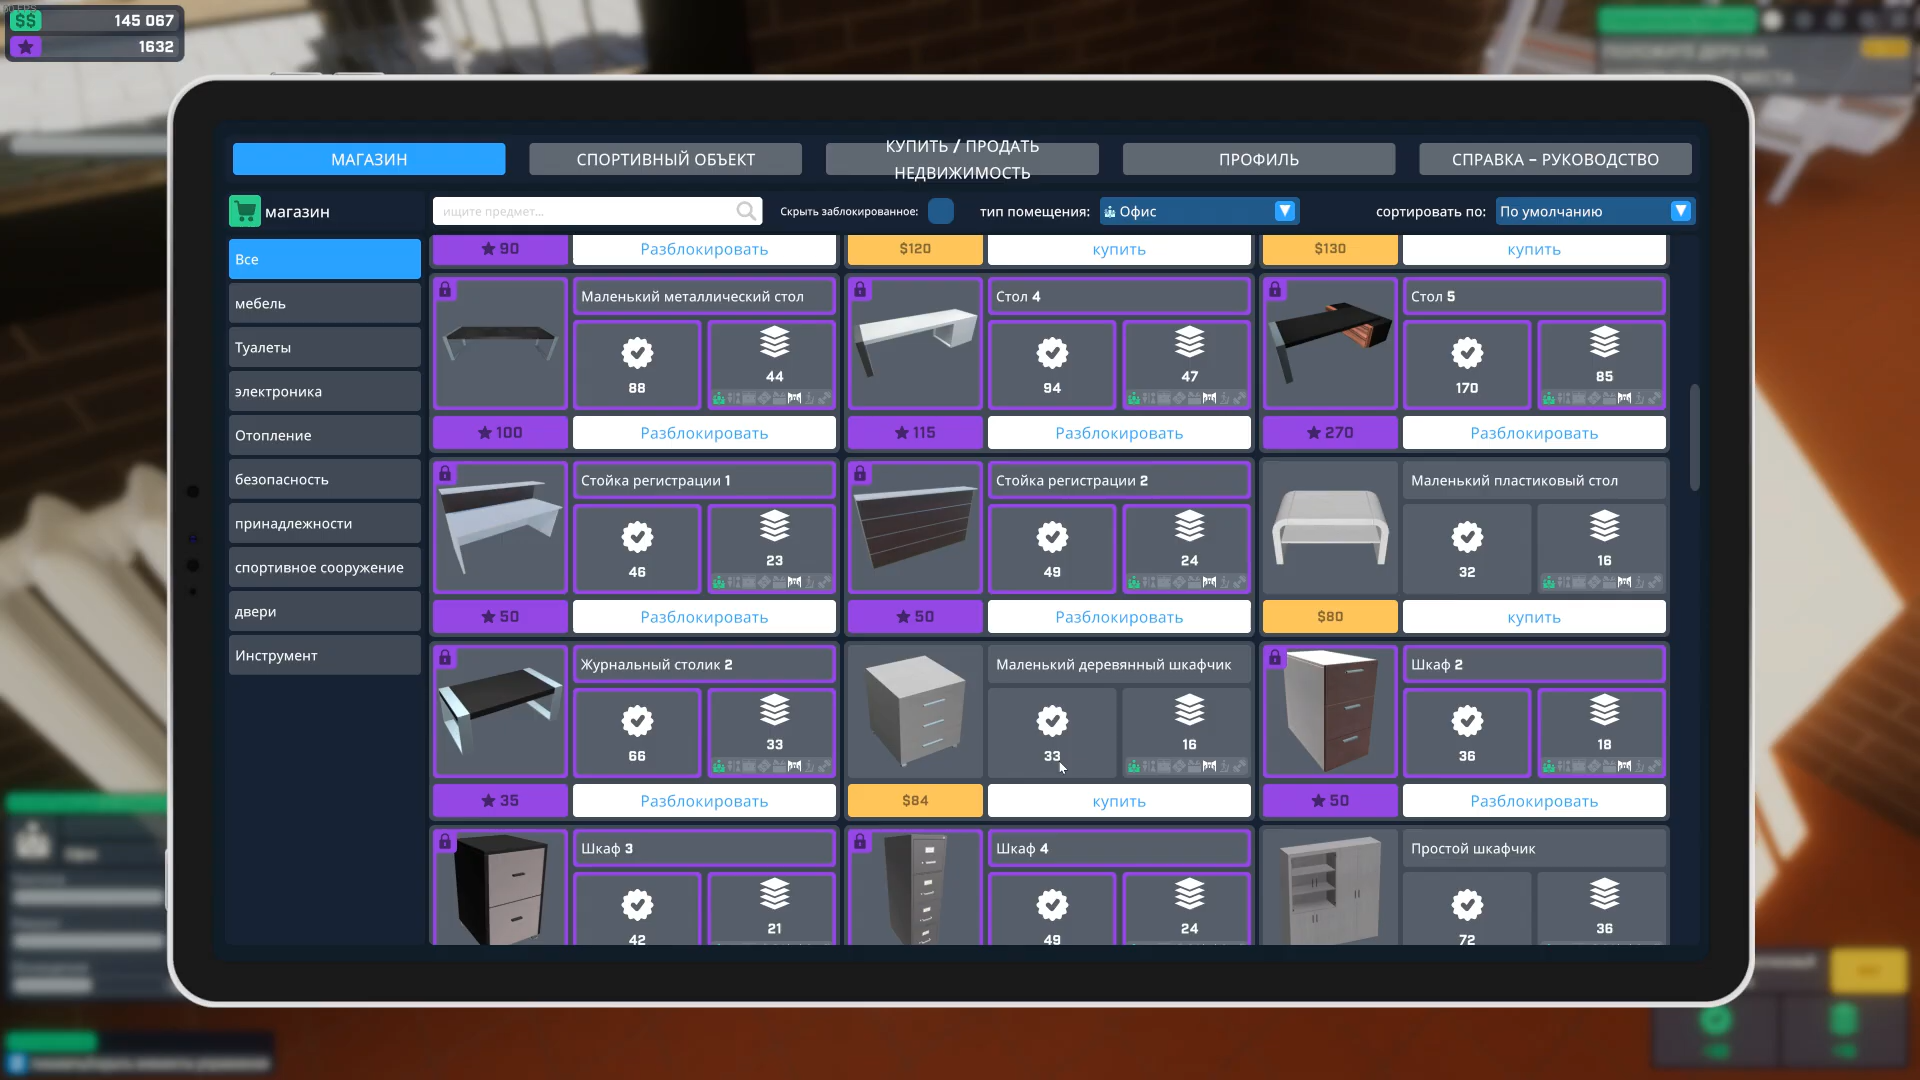 $$ 145 067
1632
МАГАЗИН
СПОРТИВНЫЙ ОБЪЕКТ
КУПИТЬ / ПРОДАТЬ
НЕДВИЖИМОСТЬ
ПРОФИЛЬ
СПРАВКА - РУКОВОДСТВО
магазин
ищите предмет...
Скрыть заблокированное:
тип помещения:
Офис
сортировать по:
По умолчанию
Все
мебель
Туалеты
электроника
Отопление
безопасность
принадлежности
спортивное сооружение
двери
Инструмент
90 Разблокировать
$120 купить
$130 купить
Маленький металлический стол
88 44
100 Разблокировать
Стол 4
94 47
115 Разблокировать
Стол 5
170 85
270 Разблокировать
Стойка регистрации 1
46 23
50 Разблокировать
Стойка регистрации 2
49 24
50 Разблокировать
Маленький пластиковый стол
32 16
$80 купить
Журнальный столик 2
66 33
35 Разблокировать
Маленький деревянный шкафчик
33 16
$84 купить
Шкаф 2
36 18
50 Разблокировать
Шкаф 3
42 21
Шкаф 4
49 24
Простой шкафчик
72 36